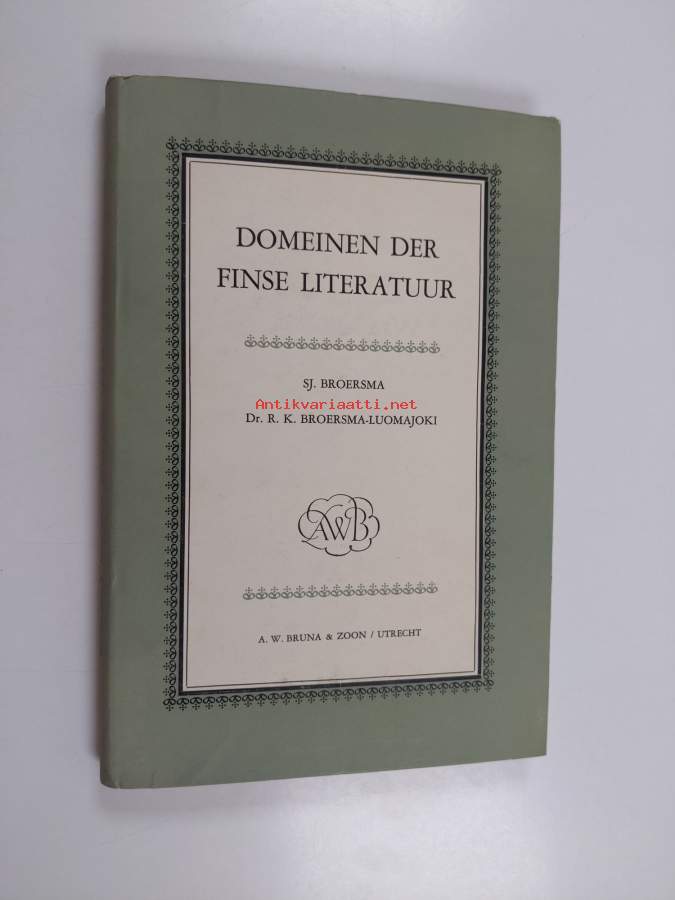 DOMEINEN DER
FINSE LITERATUUR
SJ. BROERSMA
Antikvariaatti.net
Dr. R. K. BROERSMA-LUOMAJOKI
AWB
A. W. BRUNA & ZOON / UTRECHT